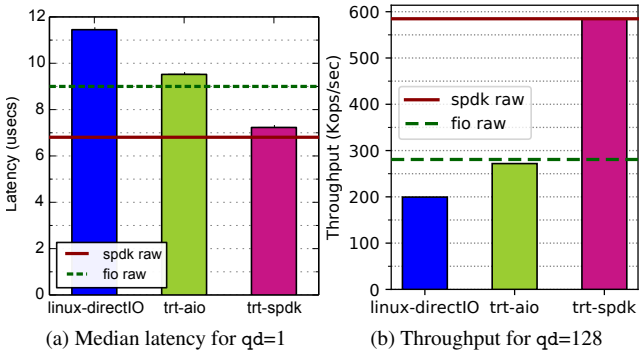 12
10
8
6
4
2
0
Latency (usecs)
spdk raw
fio raw
linux-directIO trt-aio trt-spdk
(a) Median latency for qd=1
600
500
400
300
200
100
0
Throughput (Kops/sec)
spdk raw
fio raw
linux-directIO trt-aio trt-spdk
(b) Throughput for qd=128